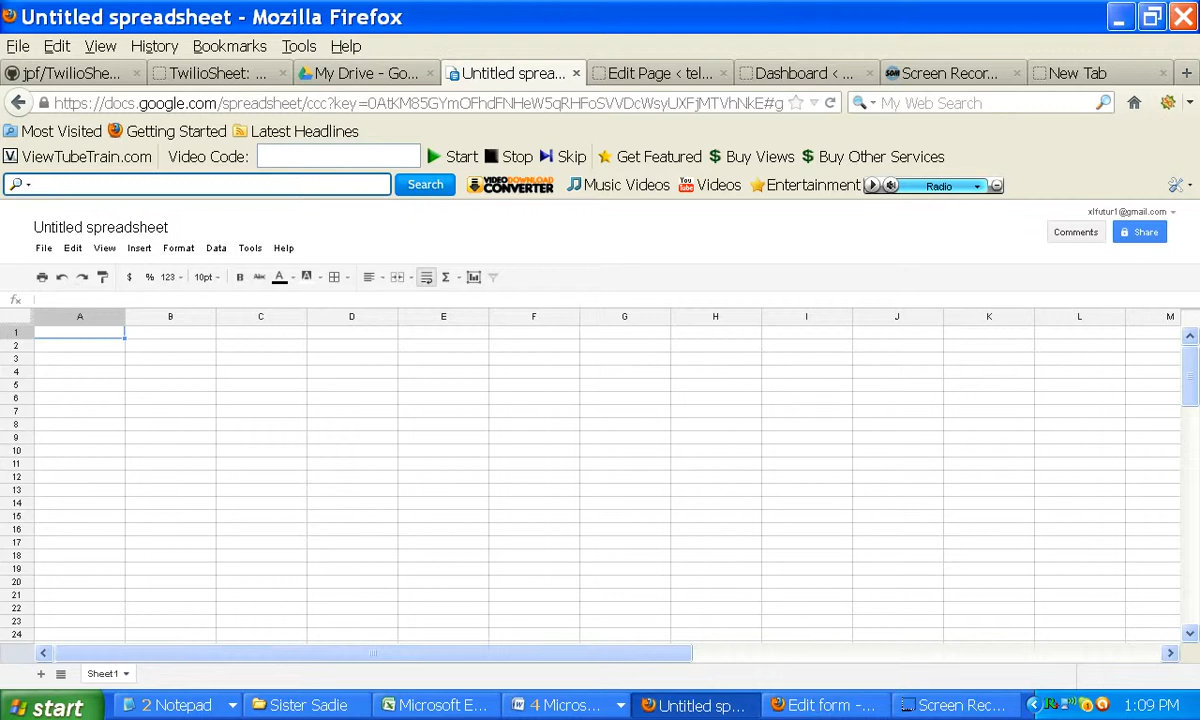 Untitled spreadsheet - Mozilla Firefox
File Edit View History Bookmarks Tools Help
jpf/TwilioShe... TwilioSheet: ... My Drive - Go... Untitled sprea... Edit Page ‹ tel... Dashboard ‹ ... Screen Recor... New Tab
https://docs.google.com/spreadsheet/ccc?key=0AtKM85GYmOFhdFNHeW5qRHFoSVVDcWsyUXFjMTVhNkE#g My Web Search
Most Visited Getting Started Latest Headlines
ViewTubeTrain.com Video Code: Start Stop Skip Get Featured $ Buy Views $ Buy Other Services
Search VIDEO DOWNLOAD CONVERTER Music Videos You Tube Videos Entertainment Radio
xlfutur1@gmail.com
Untitled spreadsheet
Comments Share
File Edit View Insert Format Data Tools Help
$ % 123 10pt B Abc A A Σ
fx
A B C D E F G H I J K L M
1
2
3
4
5
6
7
8
9
10
11
12
13
14
15
16
17
18
19
20
21
22
23
24
+ Sheet1
start 2 Notepad Sister Sadie Microsoft E... 4 Micros... Untitled sp... Edit form -... Screen Rec... 1:09 PM